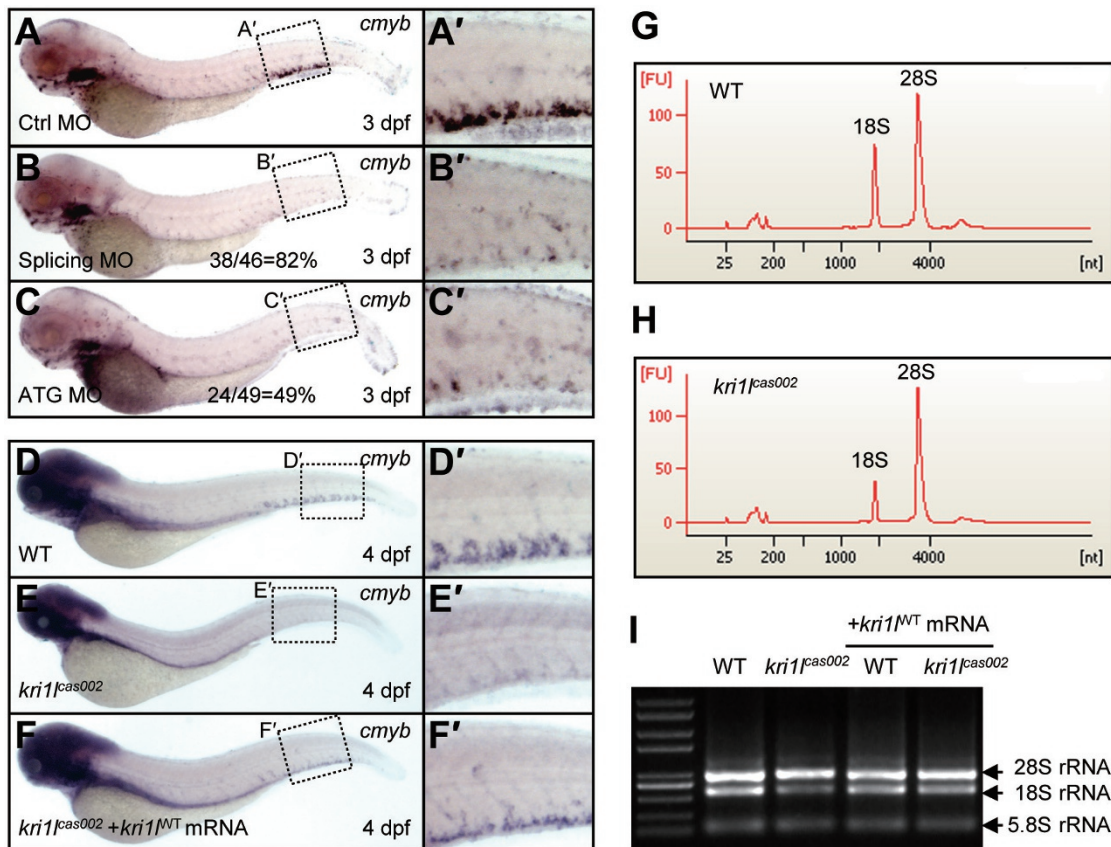 A
A′
cmyb
Ctrl MO
3 dpf
A′
B
B′
cmyb
Splicing MO
38/46=82%
3 dpf
B′
C
C′
cmyb
ATG MO
24/49=49%
3 dpf
C′
D
D′
cmyb
WT
4 dpf
D′
E
E′
cmyb
kri1l^cas002
4 dpf
E′
F
F′
cmyb
kri1l^cas002 +kri1l^WT mRNA
4 dpf
F′
G
[FU]
WT
28S
18S
100
50
0
25 200 1000 4000 [nt]
H
[FU]
kri1l^cas002
28S
18S
100
50
0
25 200 1000 4000 [nt]
I
+kri1l^WT mRNA
WT kri1l^cas002 WT kri1l^cas002
28S rRNA
18S rRNA
5.8S rRNA